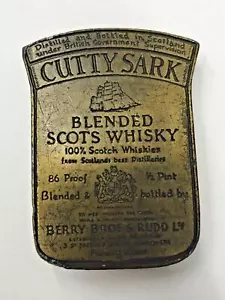 Distilled and Bottled in Scotland
under British Government Supervision
CUTTY SARK
BLENDED
SCOTS WHISKY
100% Scotch Whiskies
from Scotlands best Distilleries
86 Proof ½ Pint
Blended & bottled by
BERRY BROS & RUDD LTD